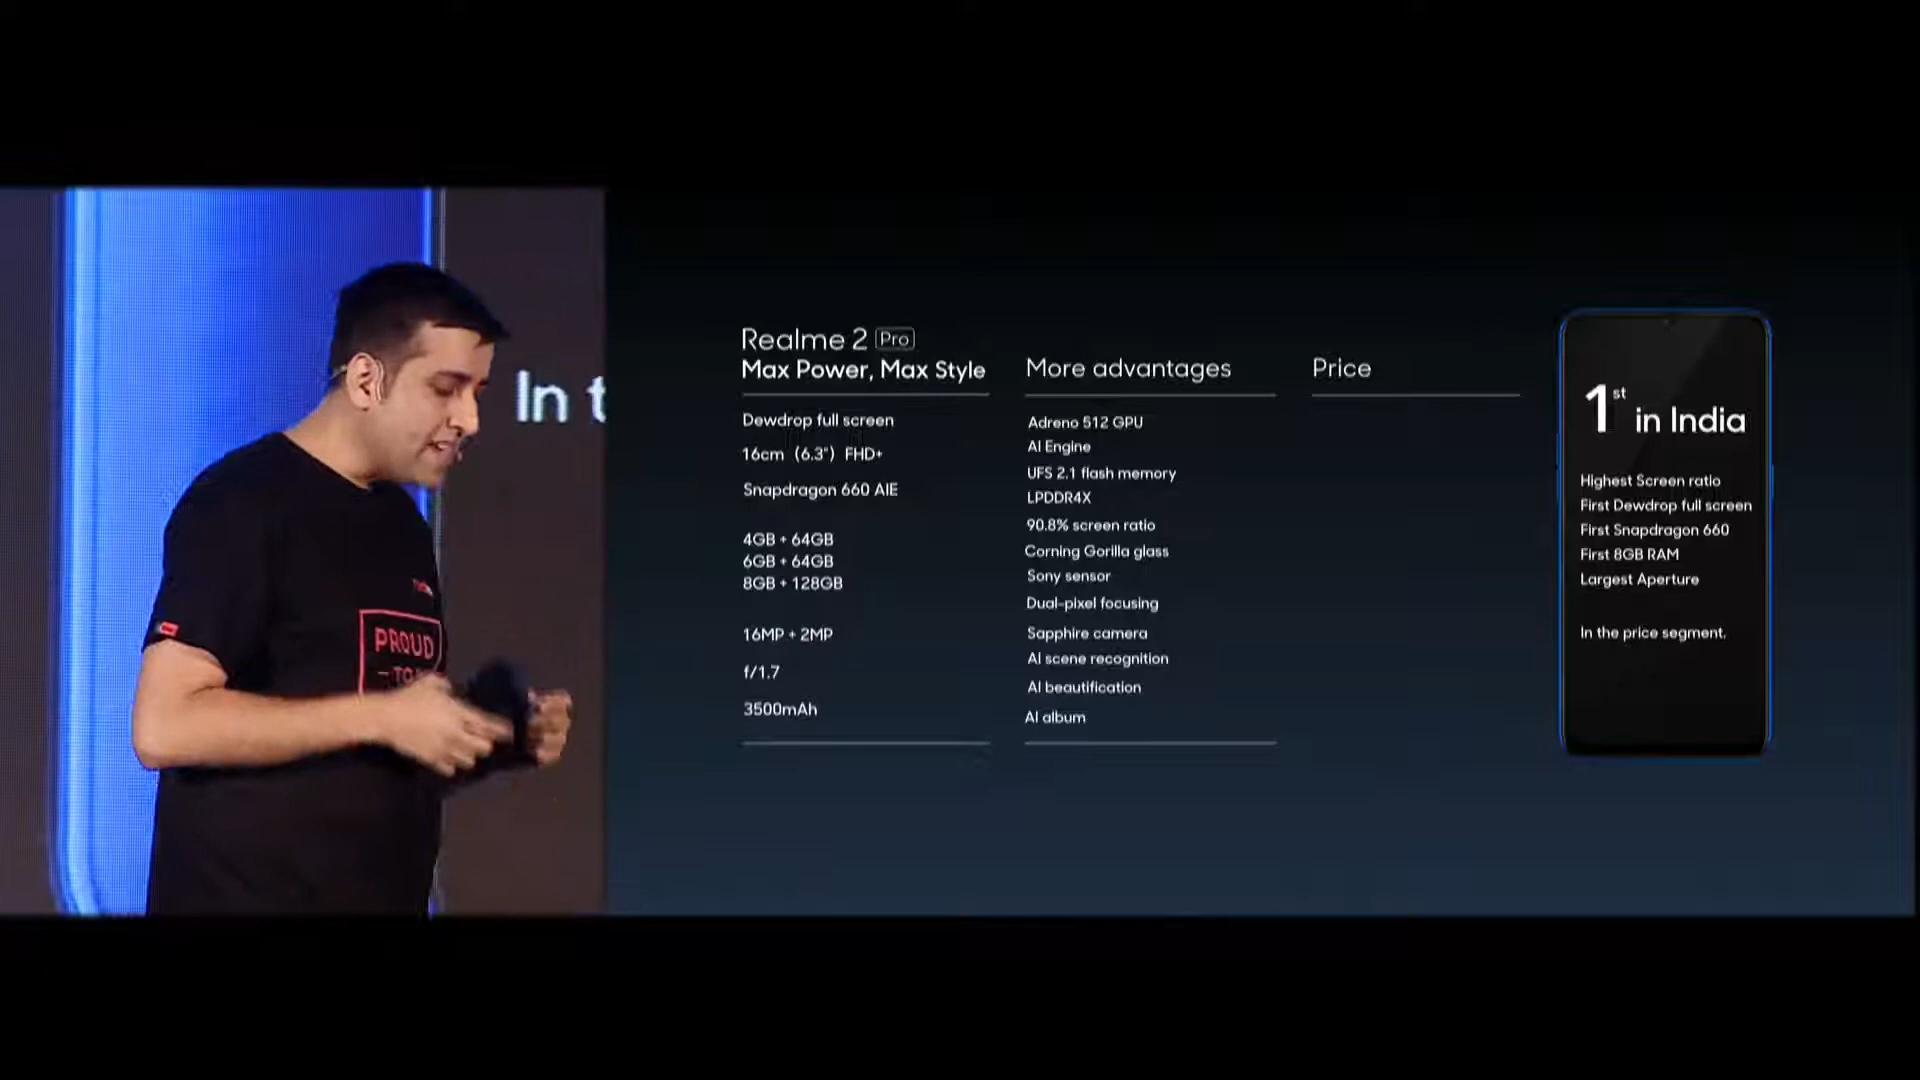 In t
PROUD
Realme 2 Pro
Max Power, Max Style
Dewdrop full screen
16cm (6.3") FHD+
Snapdragon 660 AIE
4GB + 64GB
6GB + 64GB
8GB + 128GB
16MP + 2MP
f/1.7
3500mAh
More advantages
Adreno 512 GPU
AI Engine
UFS 2.1 flash memory
LPDDR4X
90.8% screen ratio
Corning Gorilla glass
Sony sensor
Dual-pixel focusing
Sapphire camera
AI scene recognition
AI beautification
AI album
Price
1st in India
Highest Screen ratio
First Dewdrop full screen
First Snapdragon 660
First 8GB RAM
Largest Aperture
In the price segment.